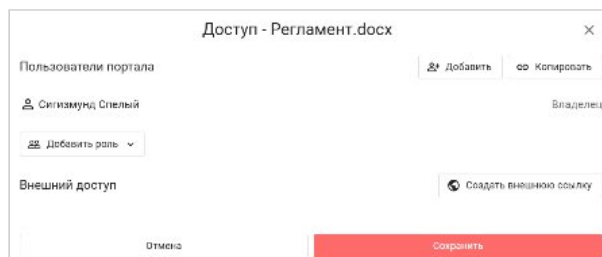 Доступ - Регламент.docx
Пользователи портала
Добавить
Копировать
Сигизмунд Спелый
Владелец
Добавить роль
Внешний доступ
Создать внешнюю ссылку
Отмена
Сохранить